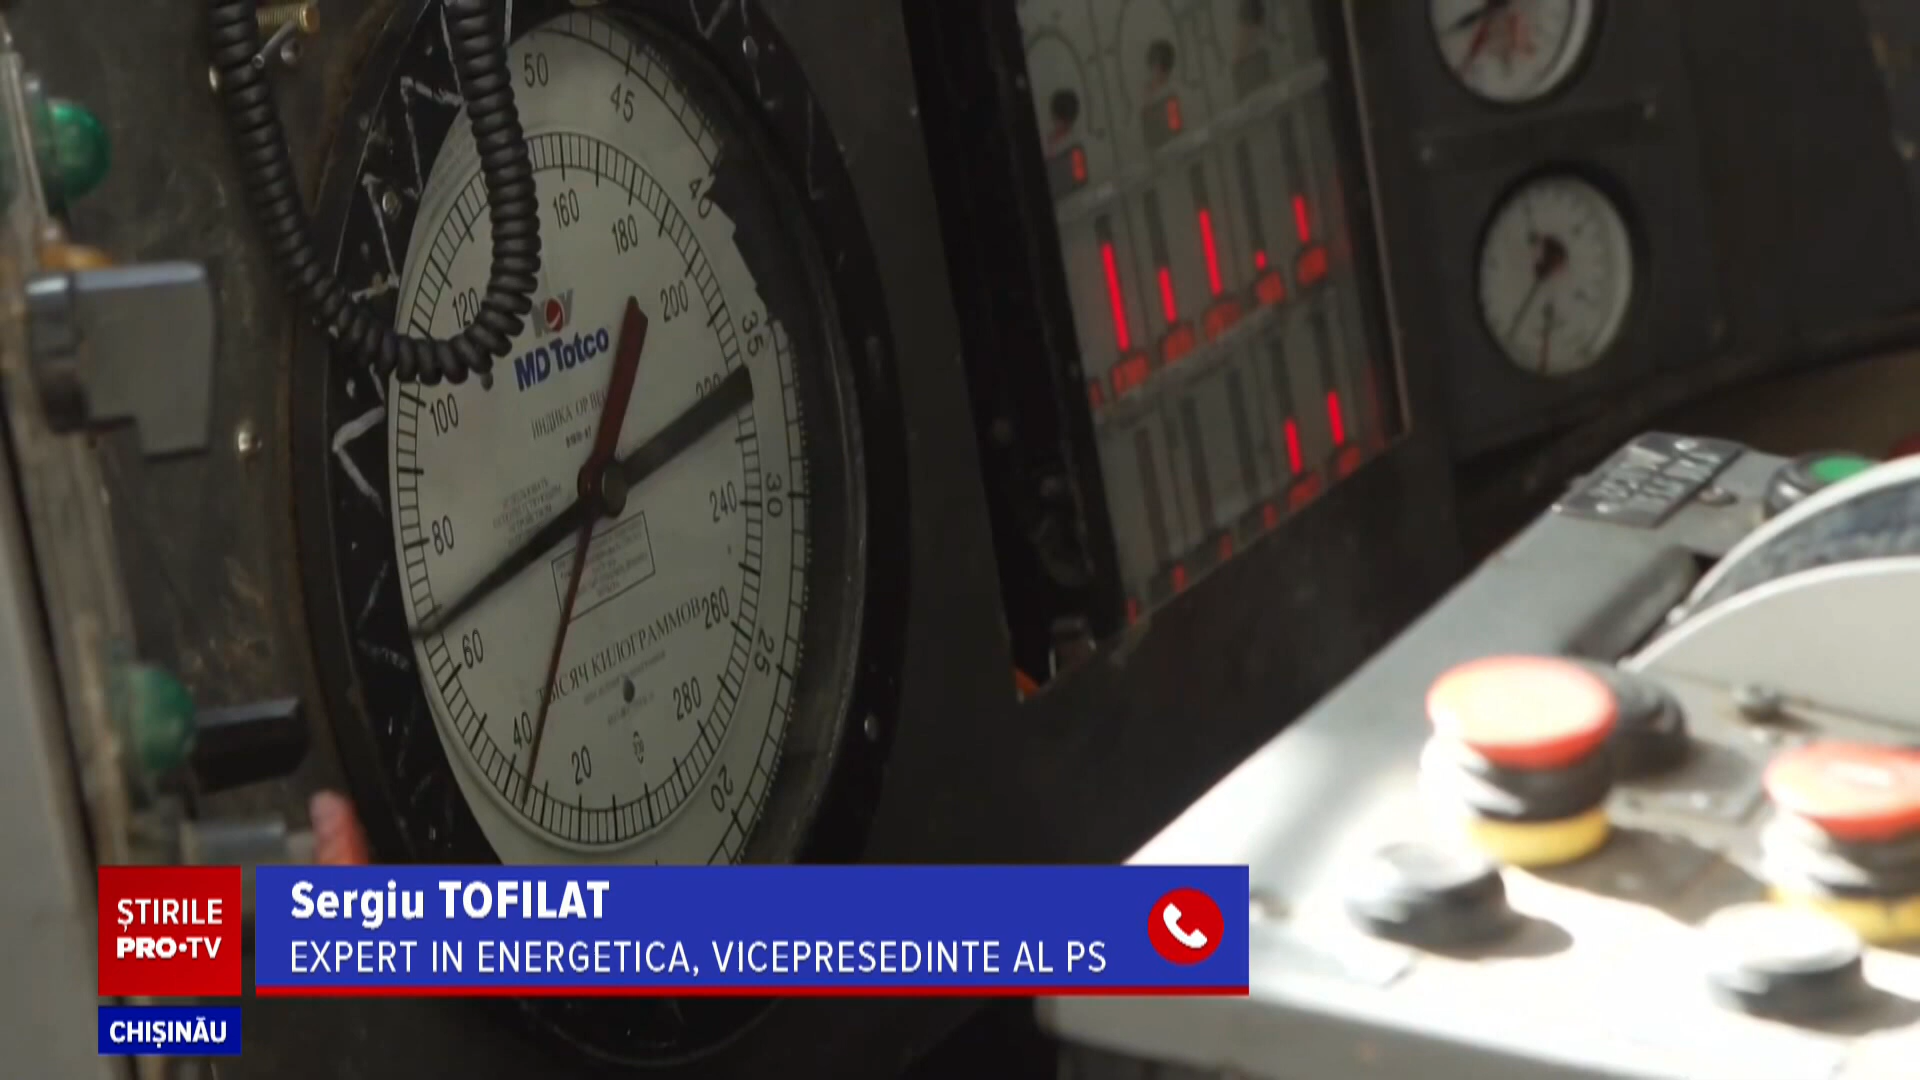 50
45
40
35
30
25
20
160
180
200
120
100
80
60
40
20
240
260
280
NOV
MD Totco
ТЫСЯЧ КИЛОГРАММОВ
ȘTIRILE
PRO•TV
CHIȘINĂU
Sergiu TOFILAT
EXPERT IN ENERGETICA, VICEPRESEDINTE AL PS